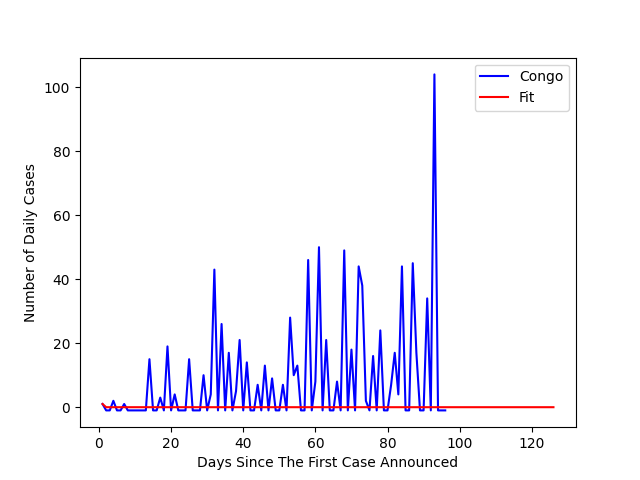 Congo
Fit
100
80
60
40
20
0
Number of Daily Cases
0 20 40 60 80 100 120
Days Since The First Case Announced